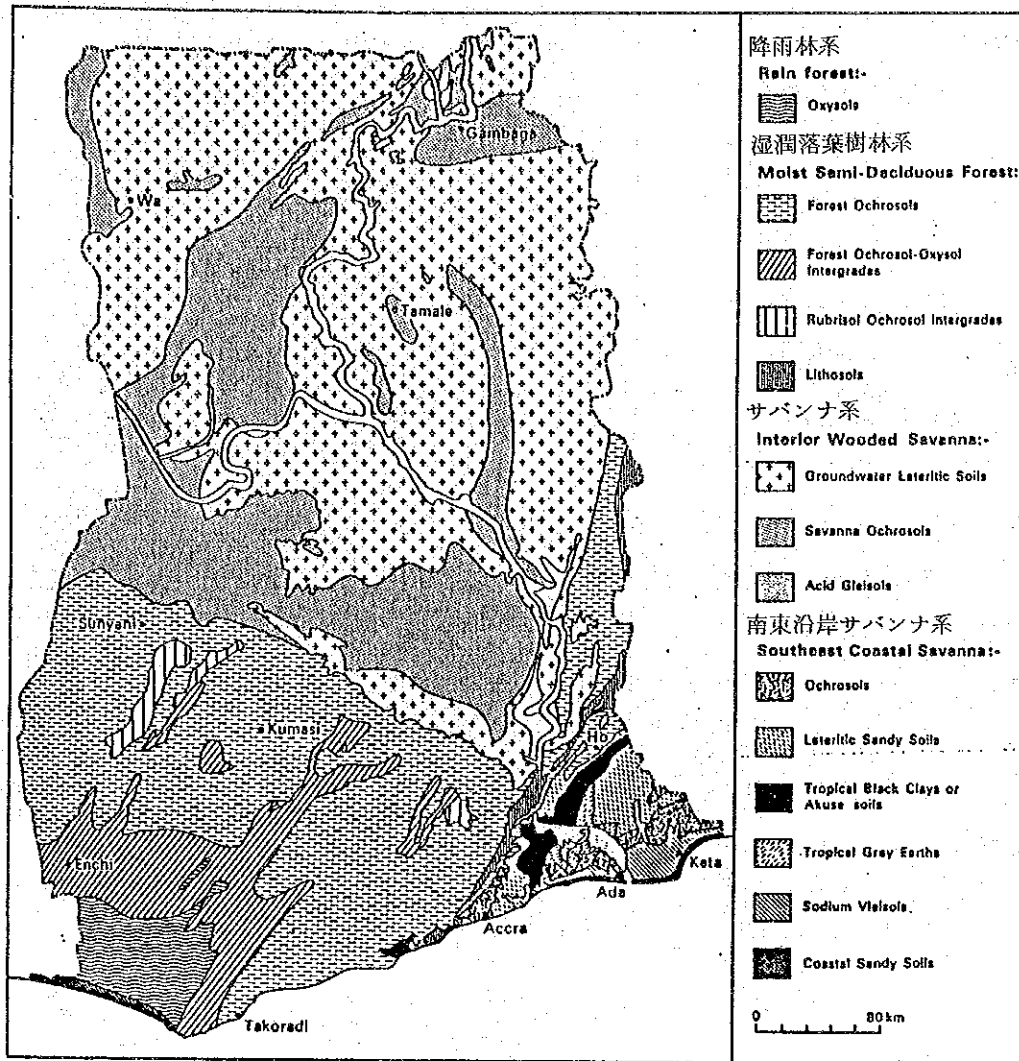 Gambaga
Wa
Tamale
Sunyani
Kumasi
Ho
Enchi
Keta
Ada
Accra
Takoradi
降雨林系
Rain forest:-
Oxysols
湿潤落葉樹林系
Moist Semi-Deciduous Forest:
Forest Ochrosols
Forest Ochrosol-Oxysol
Intergrades
Rubrisol Ochrosol Intergrades
Lithosols
サバンナ系
Interior Wooded Savanna:-
Groundwater Lateritic Soils
Savanna Ochrosols
Acid Gleisols
南東沿岸サバンナ系
Southeast Coastal Savanna:-
Ochrosols
Lateritic Sandy Soils
Tropical Black Clays or
Akuse soils
Tropical Grey Earths
Sodium Vleisols
Coastal Sandy Soils
0 80km